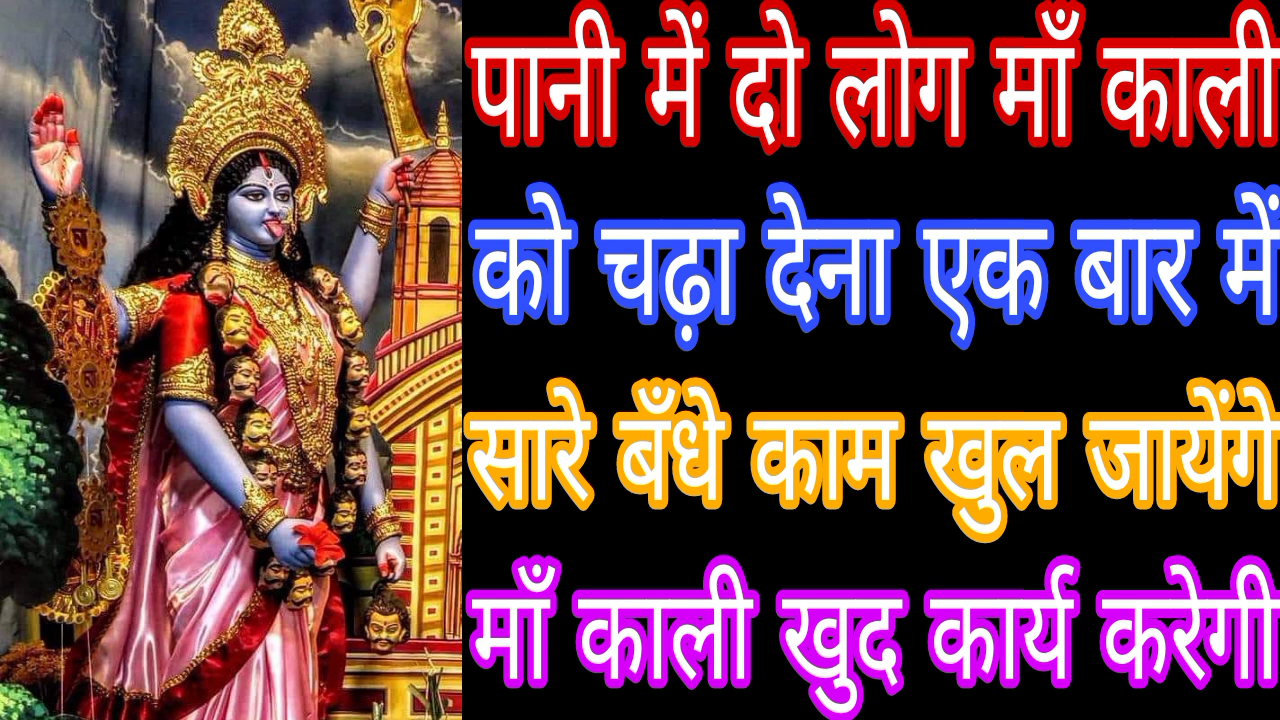 पानी में दो लोग माँ काली
को चढ़ा देना एक बार में
सारे बँधे काम खुल जायेंगे
माँ काली खुद कार्य करेगी